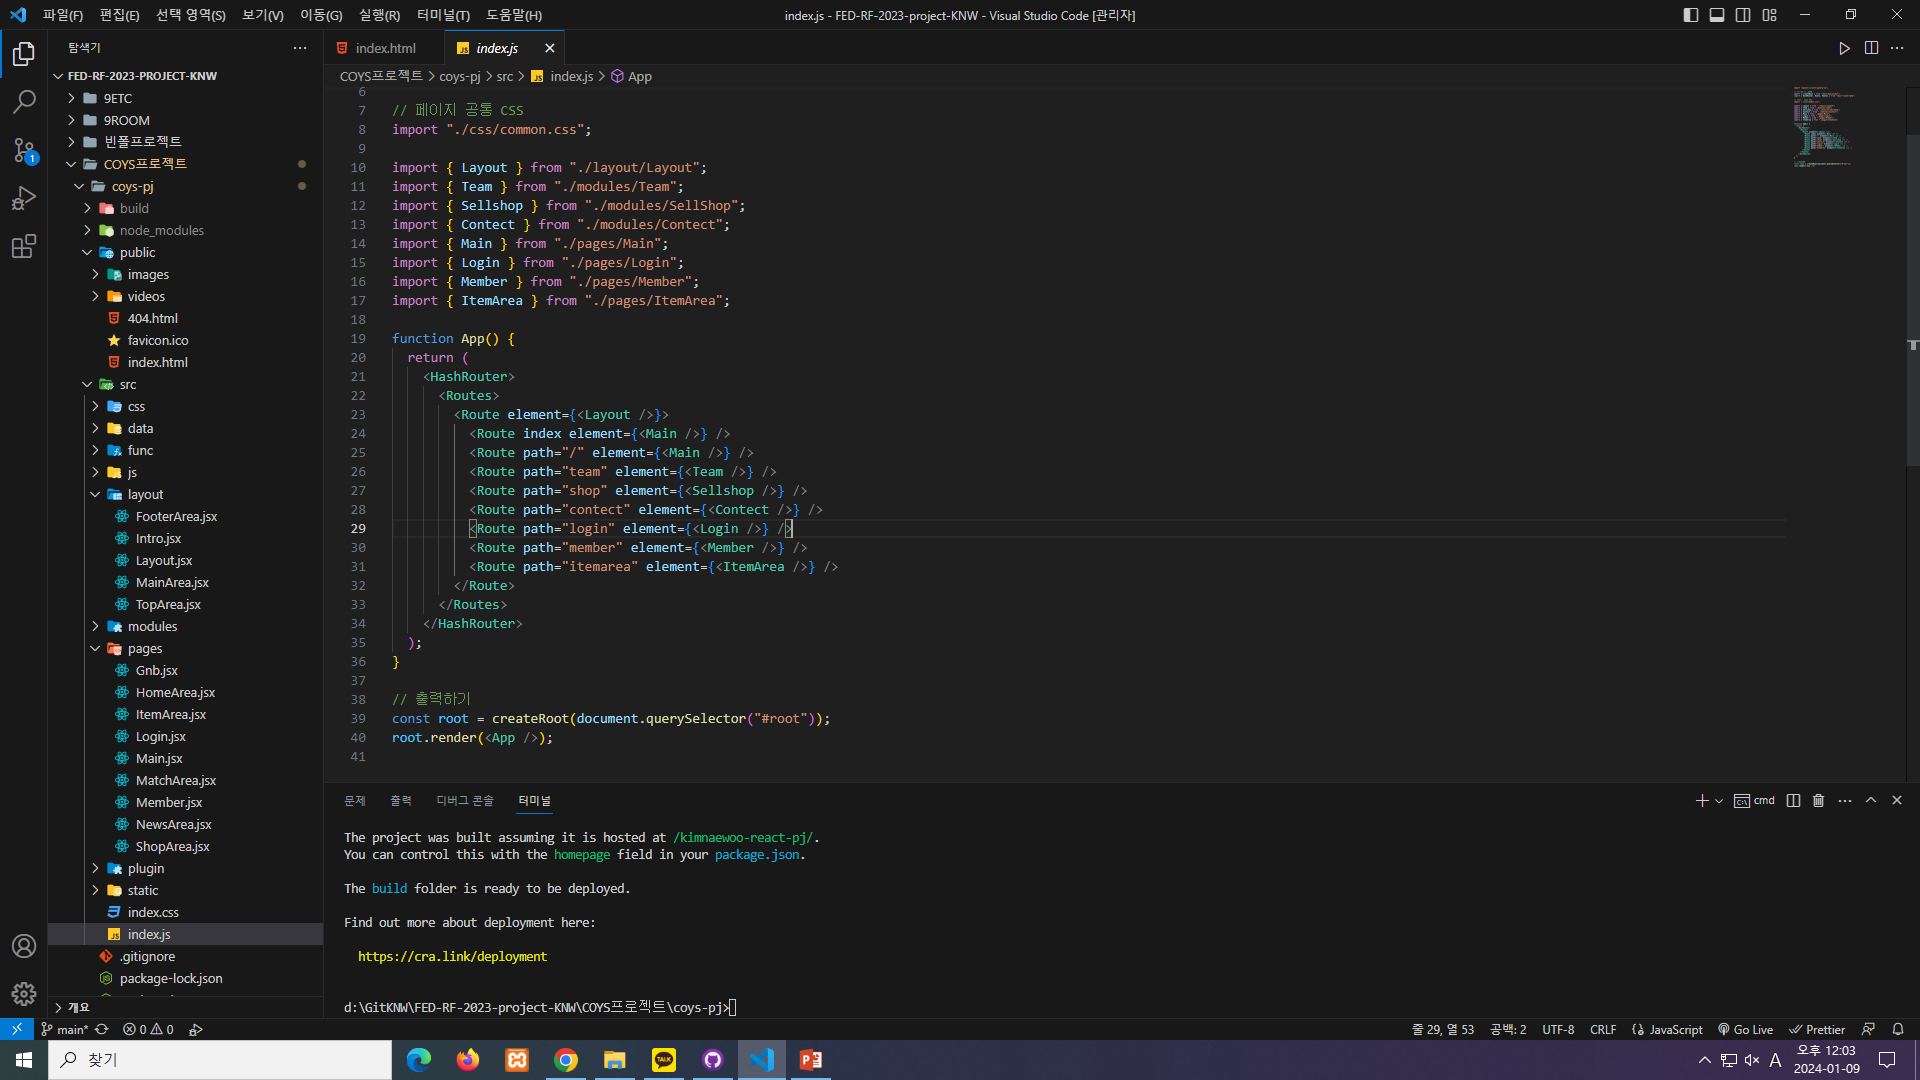 파일(F) 편집(E) 선택 영역(S) 보기(V) 이동(G) 실행(R) 터미널(T) 도움말(H)
index.js - FED-RF-2023-project-KNW - Visual Studio Code [관리자]
탐색기
FED-RF-2023-PROJECT-KNW
9ETC
9ROOM
빈폴프로젝트
COYS프로젝트
coys-pj
build
node_modules
public
images
videos
404.html
favicon.ico
index.html
src
css
data
func
js
layout
FooterArea.jsx
Intro.jsx
Layout.jsx
MainArea.jsx
TopArea.jsx
modules
pages
Gnb.jsx
HomeArea.jsx
ItemArea.jsx
Login.jsx
Main.jsx
MatchArea.jsx
Member.jsx
NewsArea.jsx
ShopArea.jsx
plugin
static
index.css
index.js
.gitignore
package-lock.json
개요
1
index.html
index.js
COYS프로젝트 > coys-pj > src > index.js > App
6
7 // 페이지 공통 CSS
8 import "./css/common.css";
9
10 import { Layout } from "./layout/Layout";
11 import { Team } from "./modules/Team";
12 import { Sellshop } from "./modules/SellShop";
13 import { Contect } from "./modules/Contect";
14 import { Main } from "./pages/Main";
15 import { Login } from "./pages/Login";
16 import { Member } from "./pages/Member";
17 import { ItemArea } from "./pages/ItemArea";
18
19 function App() {
20 return (
21 <HashRouter>
22 <Routes>
23 <Route element={<Layout />}>
24 <Route index element={<Main />} />
25 <Route path="/" element={<Main />} />
26 <Route path="team" element={<Team />} />
27 <Route path="shop" element={<Sellshop />} />
28 <Route path="contect" element={<Contect />} />
29 <Route path="login" element={<Login />} />
30 <Route path="member" element={<Member />} />
31 <Route path="itemarea" element={<ItemArea />} />
32 </Route>
33 </Routes>
34 </HashRouter>
35 );
36 }
37
38 // 출력하기
39 const root = createRoot(document.querySelector("#root"));
40 root.render(<App />);
41
문제 출력 디버그 콘솔 터미널
cmd
The project was built assuming it is hosted at /kimnaewoo-react-pj/.
You can control this with the homepage field in your package.json.
The build folder is ready to be deployed.
Find out more about deployment here:
https://cra.link/deployment
d:\GitKNW\FED-RF-2023-project-KNW\COYS프로젝트\coys-pj>
main* 0 0
줄 29, 열 53 공백: 2 UTF-8 CRLF {} JavaScript Go Live Prettier
찾기
TALK
A
오후 12:03
2024-01-09